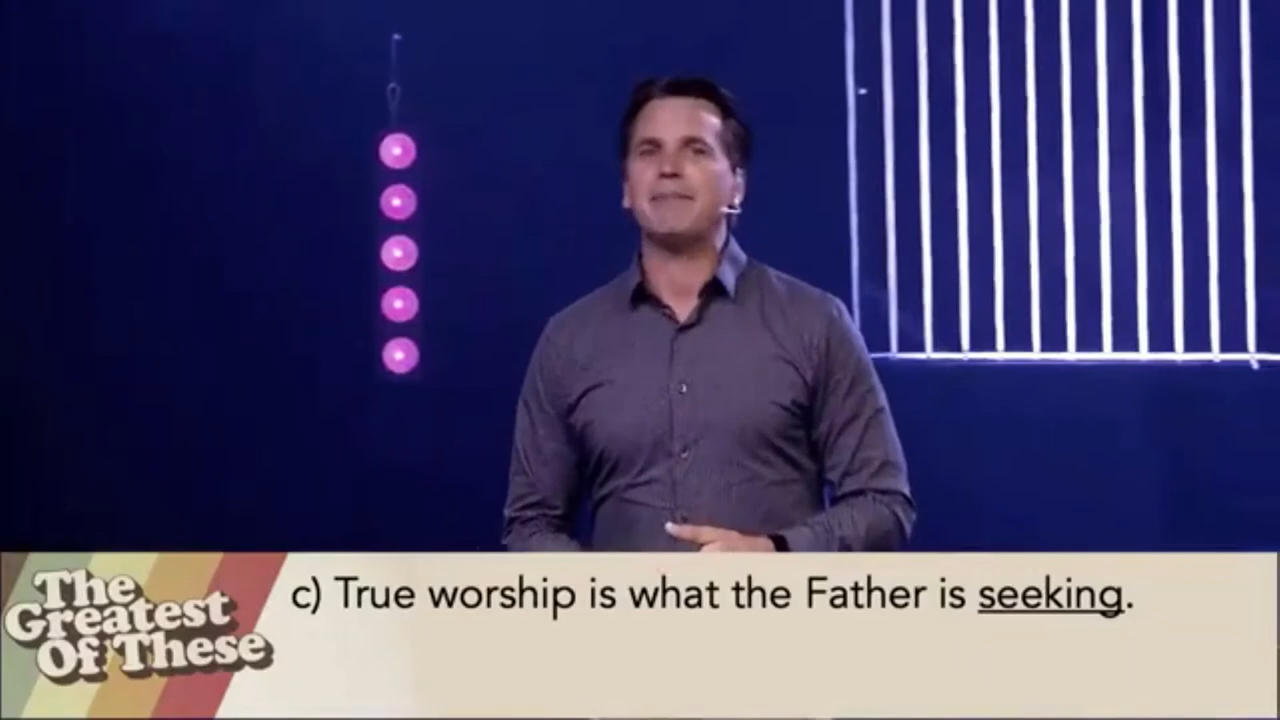 The
Greatest
Of These
c) True worship is what the Father is seeking.